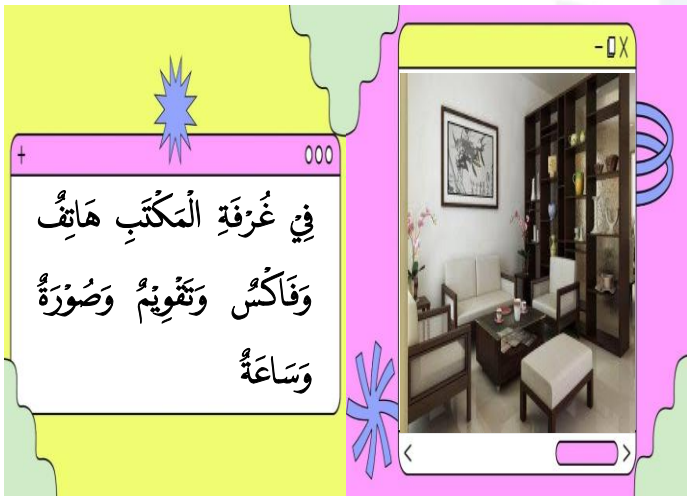 فِيْ غُرْفَةِ الْمَكْتَبِ هَاتِفٌ
وَفَاكْسٌ وَتَقْوِيْمٌ وَصُوْرَةٌ
وَسَاعَةٌ